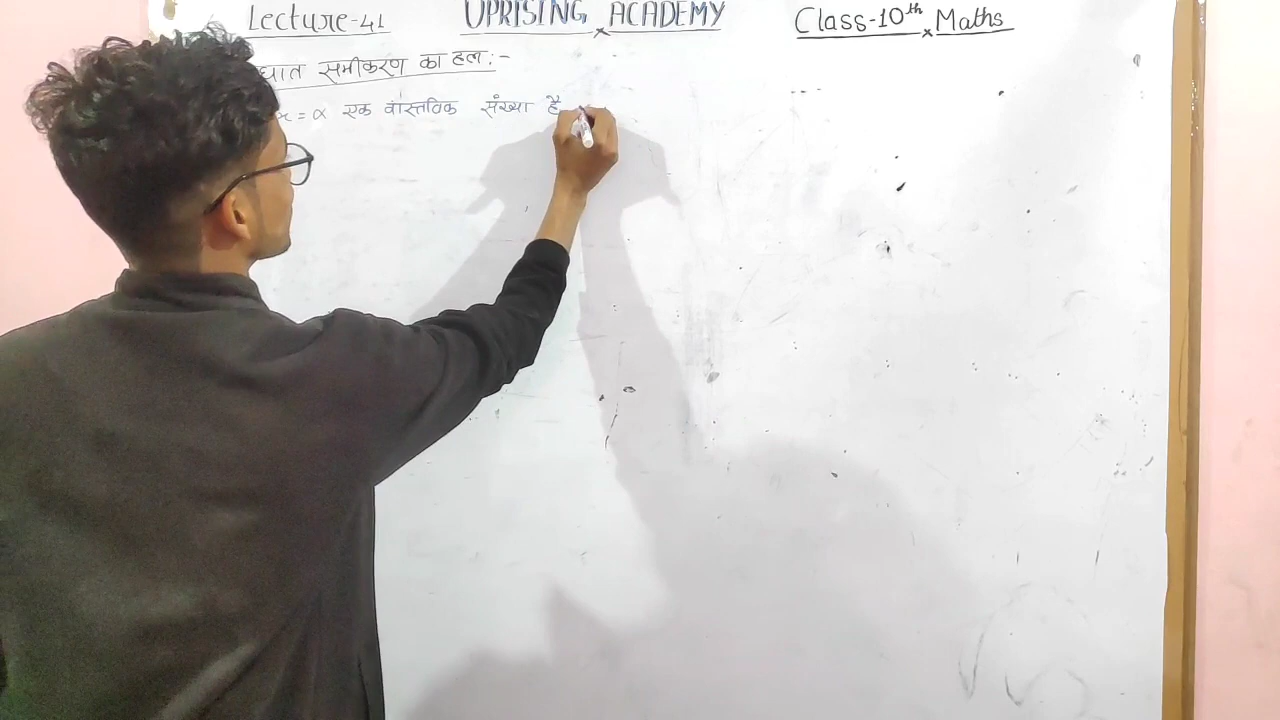 Lecture-41 UPRISING ACADEMY Class-10th x Maths
घात समीकरण का हल:-
x = α एक वास्तविक संख्या है